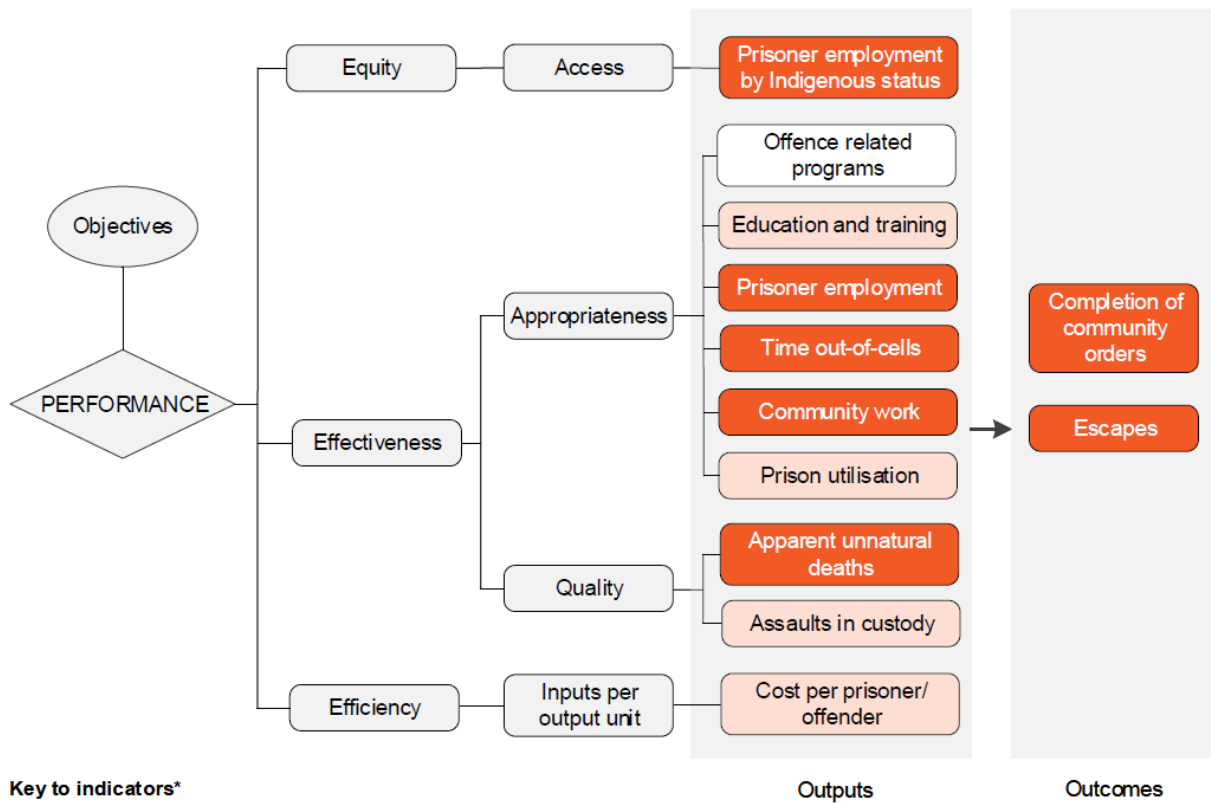 Objectives
PERFORMANCE
Equity
Access
Prisoner employment
by Indigenous status
Effectiveness
Appropriateness
Offence related
programs
Education and training
Prisoner employment
Time out-of-cells
Community work
Prison utilisation
Quality
Apparent unnatural
deaths
Assaults in custody
Efficiency
Inputs per
output unit
Cost per prisoner/
offender
Completion of
community
orders
Escapes
Key to indicators*
Outputs
Outcomes